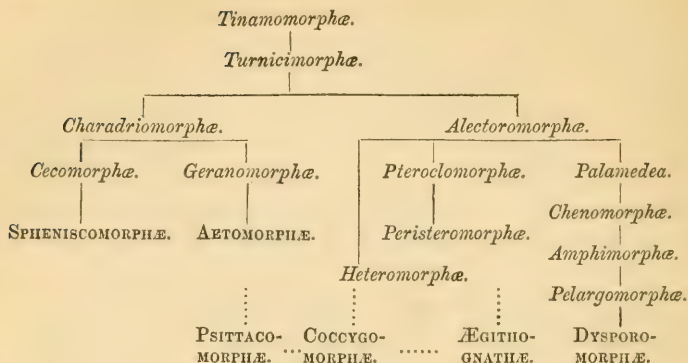 Tinamomorphæ.
Turnicimorphæ.
Charadriomorphæ. Alectoromorphæ.
Cecomorphæ. Geranomorphæ. Pteroclomorphæ. Palamedea.
Chenomorphæ.
SPHENISCOMORPHÆ. AETOMORPHÆ. Peristeromorphæ.
Amphimorphæ.
Heteromorphæ.
Pelargomorphæ.
PSITTACO- COCCYGO- ÆGITHO- DYSPORO-
MORPHÆ. MORPHÆ. GNATHÆ. MORPHÆ.